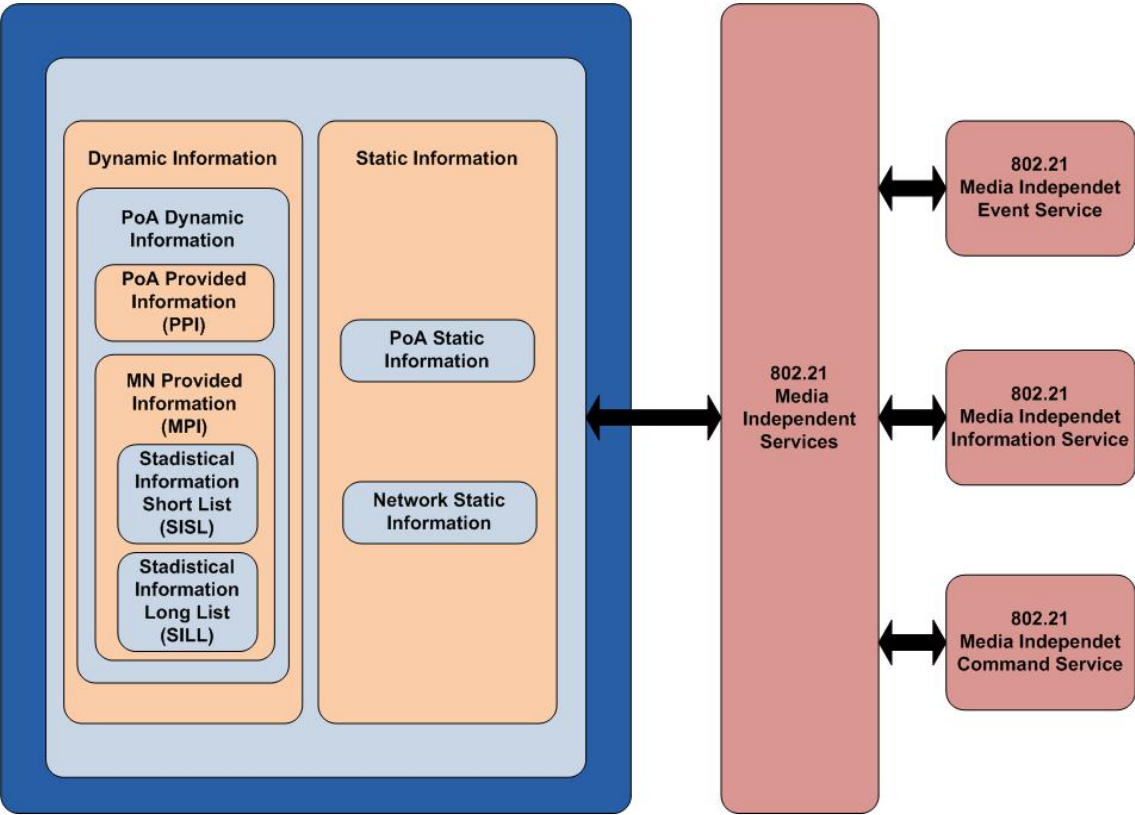 Dynamic Information
PoA Dynamic
Information
PoA Provided
Information
(PPI)
MN Provided
Information
(MPI)
Stadistical
Information
Short List
(SISL)
Stadistical
Information
Long List
(SILL)
Static Information
PoA Static
Information
Network Static
Information
802.21
Media
Independent
Services
802.21
Media Independet
Event Service
802.21
Media Independet
Information Service
802.21
Media Independet
Command Service